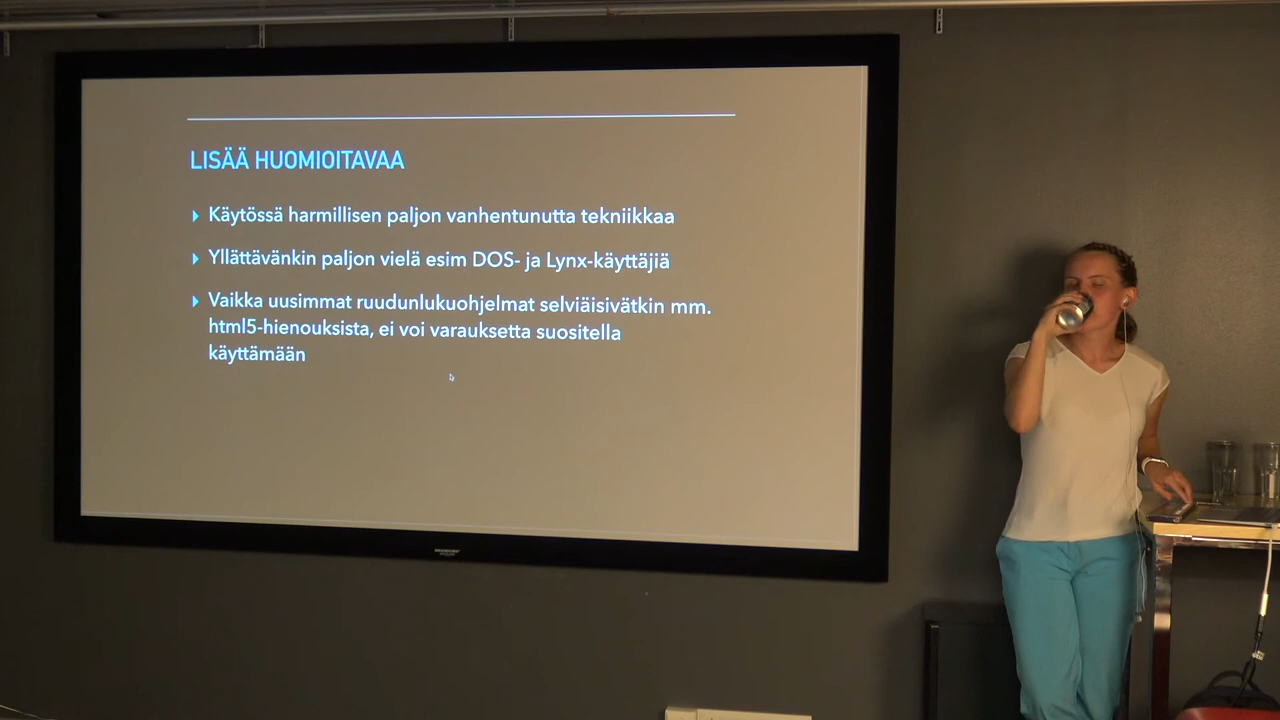 LISÄÄ HUOMIOITAVAA
Käytössä harmillisen paljon vanhentunutta tekniikkaa
Yllättävänkin paljon vielä esim DOS- ja Lynx-käyttäjiä
Vaikka uusimmat ruudunlukuohjelmat selviäisivätkin mm.
html5-hienouksista, ei voi varauksetta suositella
käyttämään